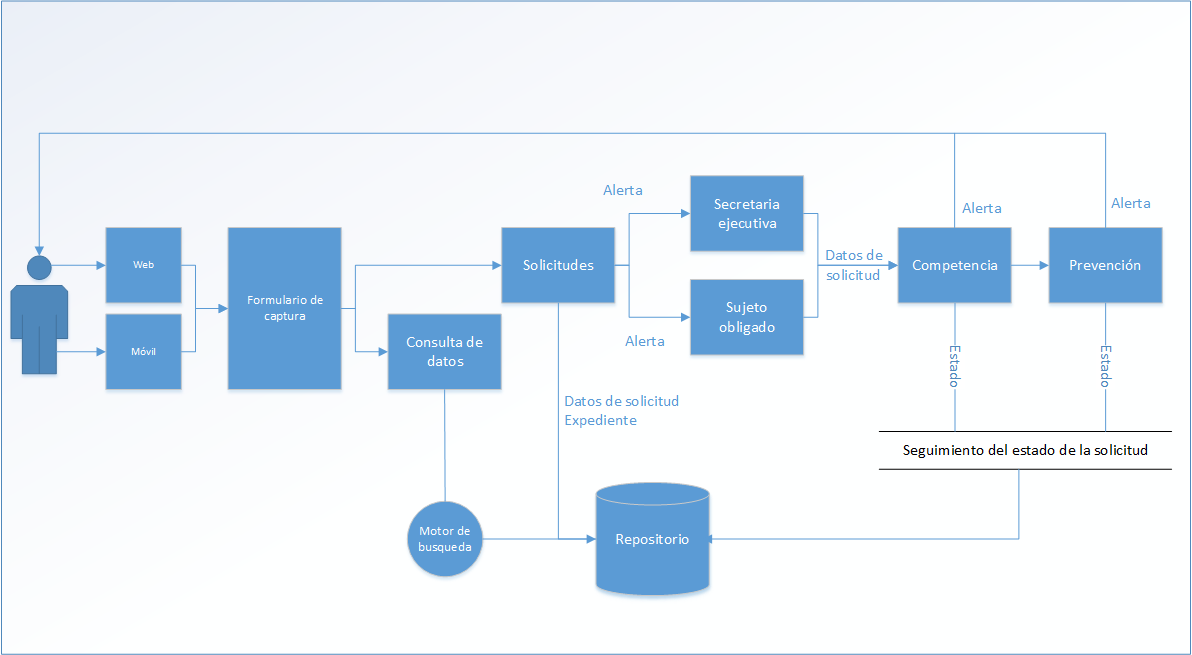 Alerta
Secretaria
ejecutiva
Alerta
Alerta
Web
Formulario de
captura
Solicitudes
Datos de
solicitud
Competencia
Prevención
Móvil
Consulta de
datos
Sujeto
obligado
Alerta
Estado
Estado
Datos de solicitud
Expediente
Seguimiento del estado de la solicitud
Motor de
busqueda
Repositorio